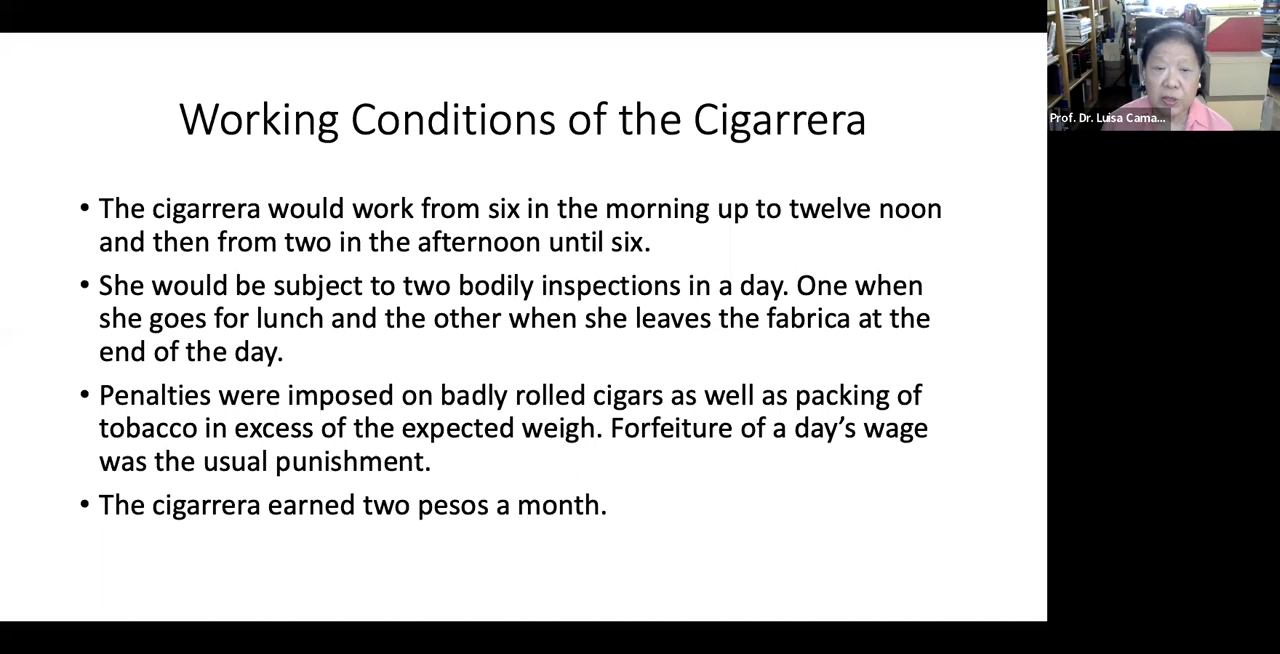 Working Conditions of the Cigarrera
• The cigarrera would work from six in the morning up to twelve noon
and then from two in the afternoon until six.
• She would be subject to two bodily inspections in a day. One when
she goes for lunch and the other when she leaves the fabrica at the
end of the day.
• Penalties were imposed on badly rolled cigars as well as packing of
tobacco in excess of the expected weigh. Forfeiture of a day’s wage
was the usual punishment.
• The cigarrera earned two pesos a month.
Prof. Dr. Luisa Cama...